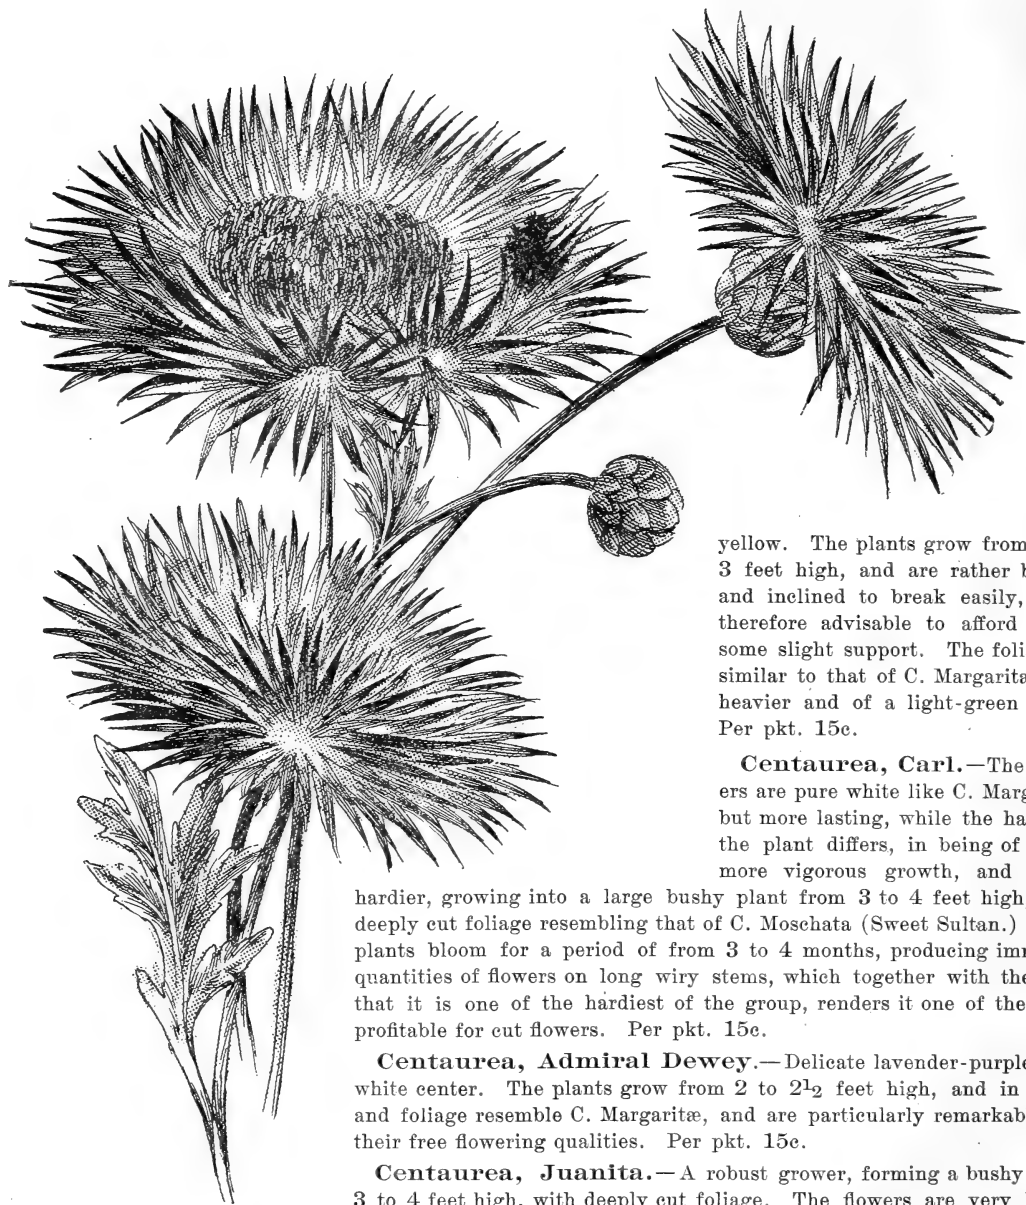 yellow. The plants grow from
3 feet high, and are rather
and inclined to break easily,
therefore advisable to afford
some slight support. The foli
similar to that of C. Margarita
heavier and of a light-green
Per pkt. 15c.
Centaurea, Carl.—The
ers are pure white like C. Marg
but more lasting, while the ha
the plant differs, in being of
more vigorous growth, and
hardier, growing into a large bushy plant from 3 to 4 feet high
deeply cut foliage resembling that of C. Moschata (Sweet Sultan.)
plants bloom for a period of from 3 to 4 months, producing imm
quantities of flowers on long wiry stems, which together with the
that it is one of the hardiest of the group, renders it one of the
profitable for cut flowers. Per pkt. 15c.
Centaurea, Admiral Dewey.—Delicate lavender-purple
white center. The plants grow from 2 to 2½ feet high, and in
and foliage resemble C. Margaritæ, and are particularly remarkab
their free flowering qualities. Per pkt. 15c.
Centaurea, Juanita.—A robust grower, forming a bushy
3 to 4 feet high, with deeply cut foliage. The flowers are very